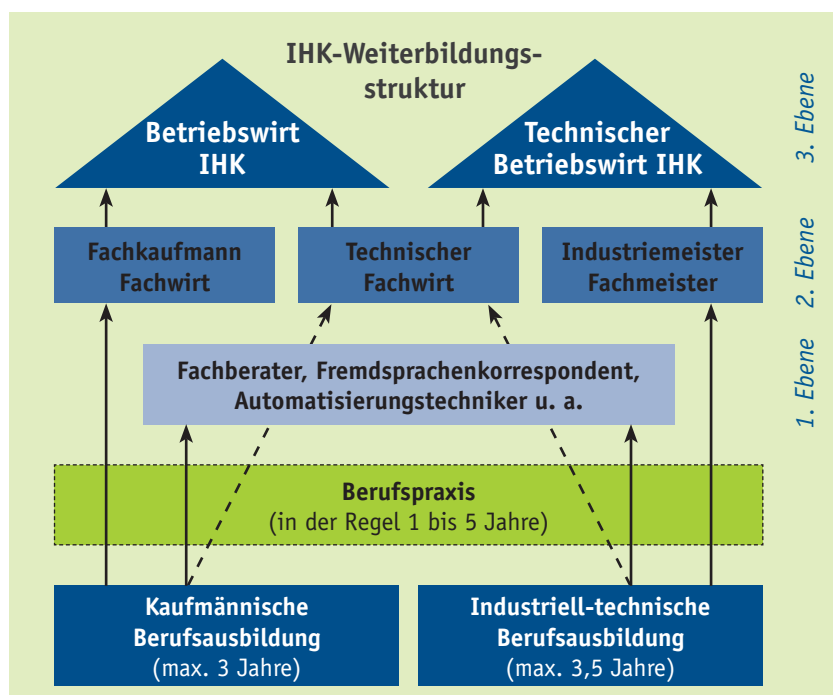 IHK-Weiterbildungs-
struktur
Betriebswirt
IHK
Technischer
Betriebswirt IHK
3. Ebene
Fachkaufmann
Fachwirt
Technischer
Fachwirt
Industriemeister
Fachmeister
2. Ebene
Fachberater, Fremdsprachenkorrespondent,
Automatisierungstechniker u. a.
1. Ebene
Berufspraxis
(in der Regel 1 bis 5 Jahre)
Kaufmännische
Berufsausbildung
(max. 3 Jahre)
Industriell-technische
Berufsausbildung
(max. 3,5 Jahre)